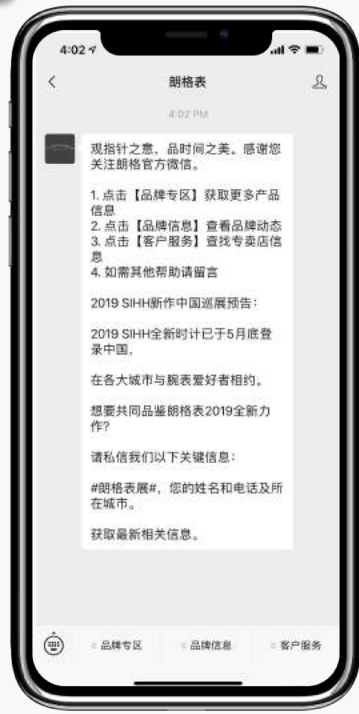 4:02
朗格表
4:02 PM
观指针之意，品时间之美。感谢您
关注朗格官方微信。
1. 点击【品牌专区】获取更多产品
信息
2. 点击【品牌信息】查看品牌动态
3. 点击【客户服务】查找专卖店信
息
4. 如需其他帮助请留言
2019 SIHH新作中国巡展预告：
2019 SIHH全新时计已于5月底登
录中国，
在各大城市与腕表爱好者相约。
想要共同品鉴朗格表2019全新力
作？
请私信我们以下关键信息：
#朗格表展#，您的姓名和电话及所
在城市。
获取最新相关信息。
品牌专区 品牌信息 客户服务